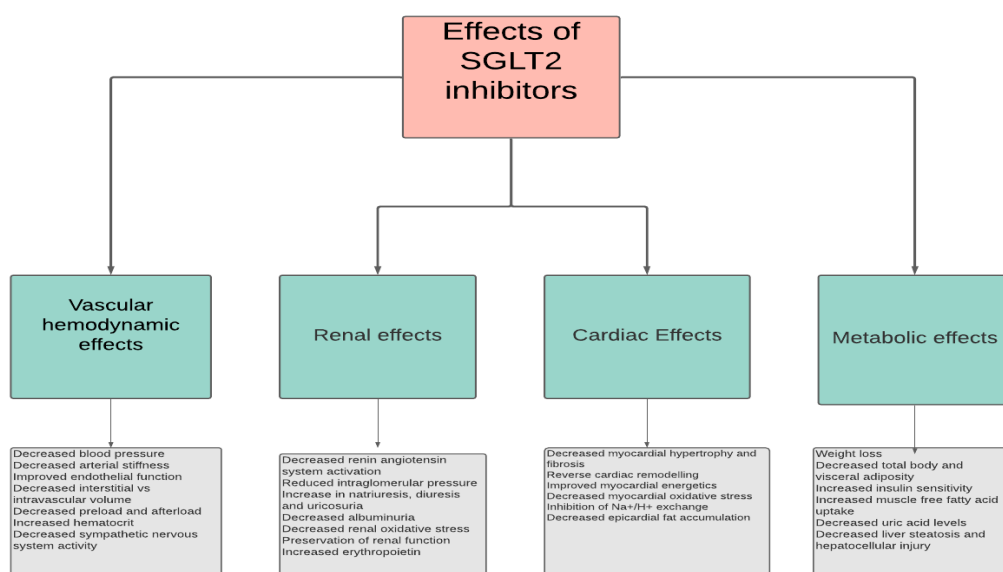 Effects of
SGLT2
inhibitors
Vascular
hemodynamic
effects
Renal effects
Cardiac Effects
Metabolic effects
Decreased blood pressure
Decreased arterial stiffness
Improved endothelial function
Decreased interstitial vs
intravascular volume
Decreased preload and afterload
Increased hematocrit
Decreased sympathetic nervous
system activity
Decreased renin angiotensin
system activation
Reduced intraglomerular pressure
Increase in natriuresis, diuresis
and uricosuria
Decreased albuminuria
Decreased renal oxidative stress
Preservation of renal function
Increased erythropoietin
Decreased myocardial hypertrophy and
fibrosis
Reverse cardiac remodelling
Improved myocardial energetics
Decreased myocardial oxidative stress
Inhibition of Na+/H+ exchange
Decreased epicardial fat accumulation
Weight loss
Decreased total body and
visceral adiposity
Increased insulin sensitivity
Increased muscle free fatty acid
uptake
Decreased uric acid levels
Decreased liver steatosis and
hepatocellular injury